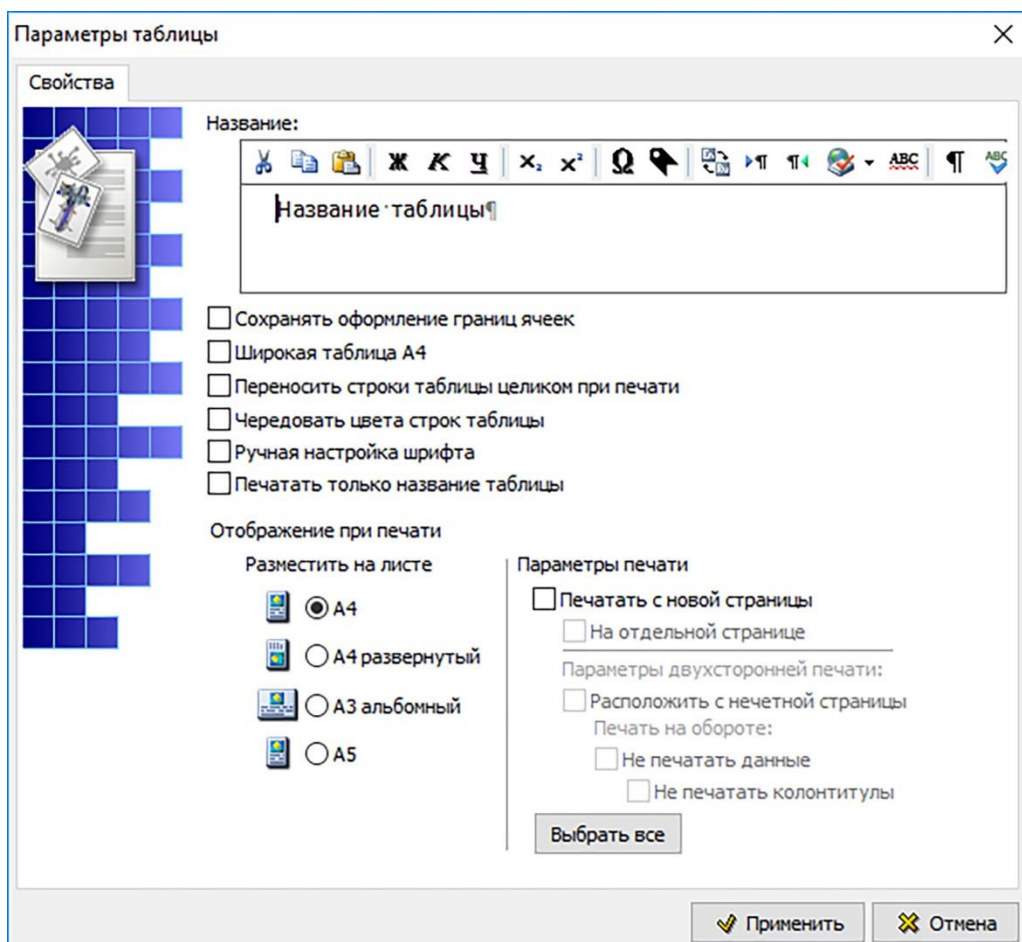 Параметры таблицы
Свойства
Название:
Ж К Ч ABC ABC
Название таблицы¶
Сохранять оформление границ ячеек
Широкая таблица А4
Переносить строки таблицы целиком при печати
Чередовать цвета строк таблицы
Ручная настройка шрифта
Печатать только название таблицы
Отображение при печати
Разместить на листе
А4
А4 развернутый
А3 альбомный
А5
Параметры печати
Печатать с новой страницы
На отдельной странице
Параметры двухсторонней печати:
Расположить с нечетной страницы
Печать на обороте:
Не печатать данные
Не печатать колонтитулы
Выбрать все
Применить
Отмена